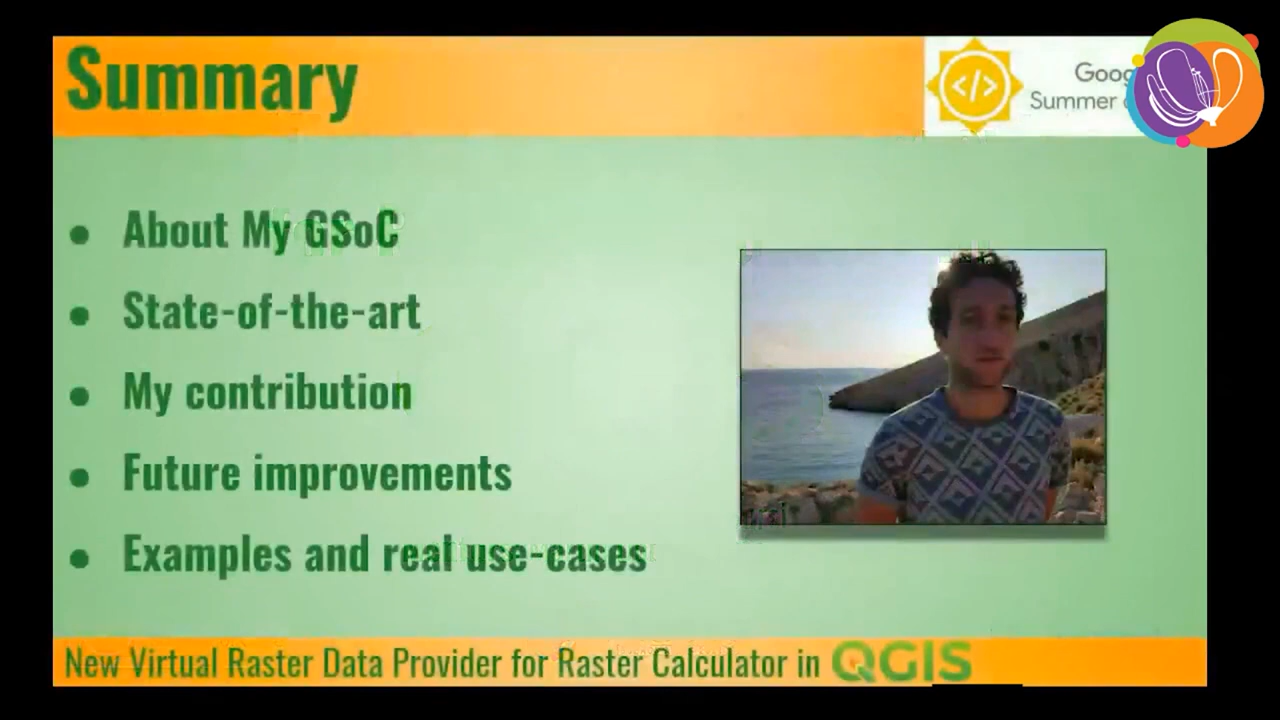 Summary
Summer
About My GSoC
State-of-the-art
My contribution
Future improvements
Examples and real use-cases
New Virtual Raster Data Provider for Raster Calculator in QGIS